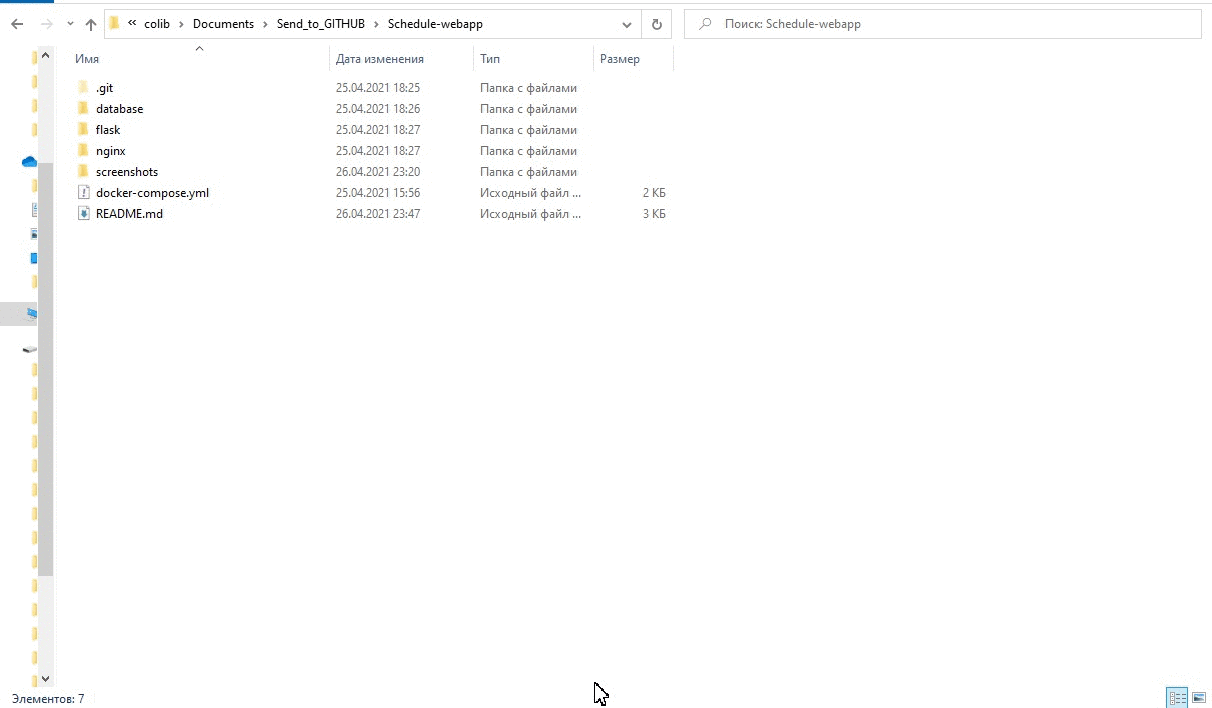 « colib › Documents › Send_to_GITHUB › Schedule-webapp Поиск: Schedule-webapp
Имя Дата изменения Тип Размер
.git 25.04.2021 18:25 Папка с файлами
database 25.04.2021 18:26 Папка с файлами
flask 25.04.2021 18:27 Папка с файлами
nginx 25.04.2021 18:27 Папка с файлами
screenshots 26.04.2021 23:20 Папка с файлами
docker-compose.yml 25.04.2021 15:56 Исходный файл ... 2 КБ
README.md 26.04.2021 23:47 Исходный файл ... 3 КБ
Элементов: 7